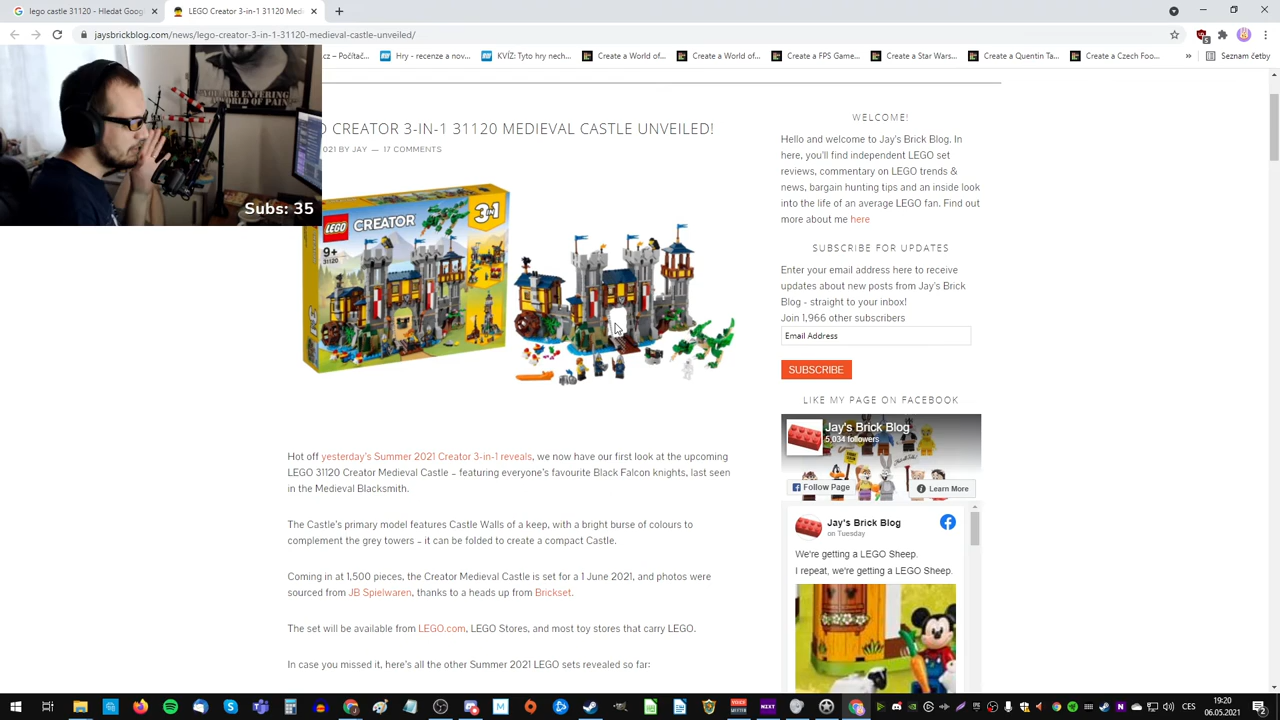 lego castle 31120 - Hledat Goog
LEGO Creator 3-in-1 31120 Medi
jaysbrickblog.com/news/lego-creator-3-in-1-31120-medieval-castle-unveiled/
cz – Počítač...
Hry - recenze a nov...
KVÍZ: Tyto hry nech...
Create a World of...
Create a World of...
Create a FPS Game...
Create a Star Wars...
Create a Quentin Ta...
Create a Czech Foo...
»
Seznam četby
YOU ARE ENTERING
WORLD OF PAIN
Subs: 35
O CREATOR 3-IN-1 31120 MEDIEVAL CASTLE UNVEILED!
021 BY JAY — 17 COMMENTS
LEGO CREATOR
3in1
9+
31120
Hot off yesterday's Summer 2021 Creator 3-in-1 reveals, we now have our first look at the upcoming
LEGO 31120 Creator Medieval Castle – featuring everyone's favourite Black Falcon knights, last seen
in the Medieval Blacksmith.
The Castle's primary model features Castle Walls of a keep, with a bright burse of colours to
complement the grey towers – it can be folded to create a compact Castle.
Coming in at 1,500 pieces, the Creator Medieval Castle is set for a 1 June 2021, and photos were
sourced from JB Spielwaren, thanks to a heads up from Brickset.
The set will be available from LEGO.com, LEGO Stores, and most toy stores that carry LEGO.
In case you missed it, here's all the other Summer 2021 LEGO sets revealed so far:
WELCOME!
Hello and welcome to Jay's Brick Blog. In
here, you'll find independent LEGO set
reviews, commentary on LEGO trends &
news, bargain hunting tips and an inside look
into the life of an average LEGO fan. Find out
more about me here
SUBSCRIBE FOR UPDATES
Enter your email address here to receive
updates about new posts from Jay's Brick
Blog - straight to your inbox!
Join 1,966 other subscribers
Email Address
SUBSCRIBE
LIKE MY PAGE ON FACEBOOK
Jay's Brick Blog
5,034 followers
Follow Page
Learn More
Jay's Brick Blog
on Tuesday
We're getting a LEGO Sheep.
I repeat, we're getting a LEGO Sheep.
CES
19:20
06.05.2021